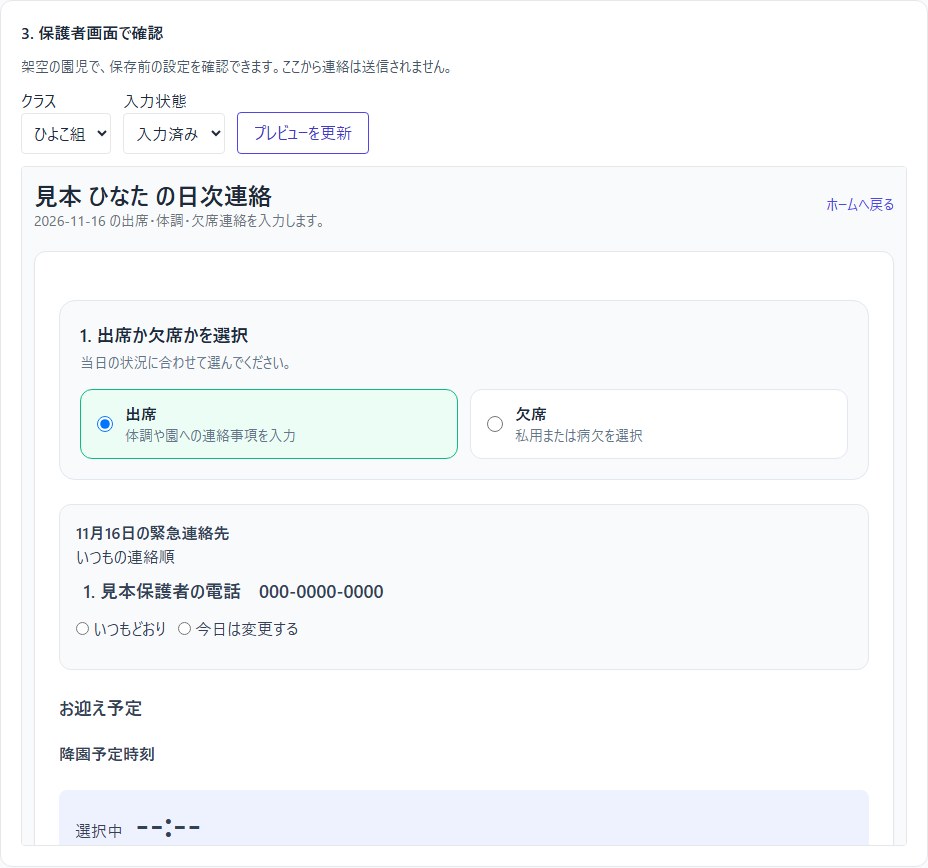 3. 保護者画面で確認
架空の園児で、保存前の設定を確認できます。ここから連絡は送信されません。
クラス 入力状態
ひよこ組 入力済み プレビューを更新
見本 ひなた の日次連絡
2026-11-16 の出席・体調・欠席連絡を入力します。
ホームへ戻る
1. 出席か欠席かを選択
当日の状況に合わせて選んでください。
出席
体調や園への連絡事項を入力
欠席
私用または病欠を選択
11月16日の緊急連絡先
いつもの連絡順
1. 見本保護者の電話 000-0000-0000
いつもどおり 今日は変更する
お迎え予定
降園予定時刻
選択中 --:--